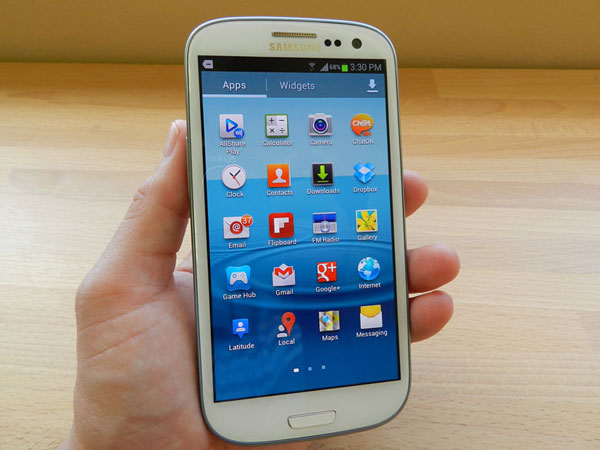 SAMSUNG
68% 3:30 PM
Apps Widgets
AllShare Play
Calculator
Camera
ChatON
ChatON
Clock
Contacts
Downloads
Dropbox
37
Email
Flipboard
FM Radio
Gallery
Game Hub
Gmail
Google+
Internet
Latitude
Local
Maps
Messaging